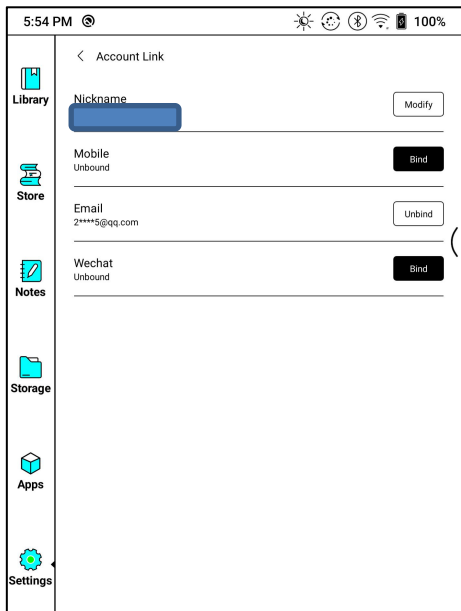 5:54 PM
100%
Account Link
Library
Nickname
Modify
Mobile
Unbound
Bind
Store
Email
2****5@qq.com
Unbind
Wechat
Unbound
Bind
Notes
Storage
Apps
Settings